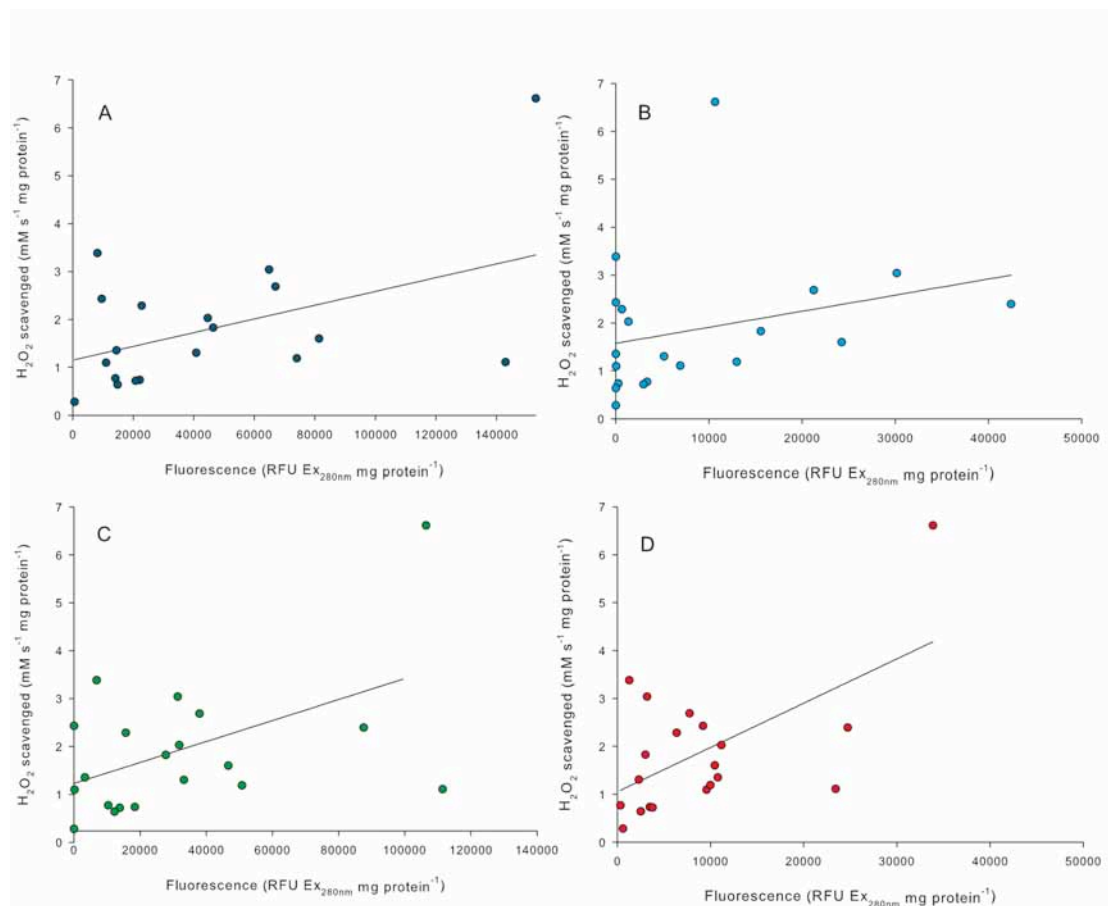 A
H₂O₂ scavenged (mM s⁻¹ mg protein⁻¹)
7
6
5
4
3
2
1
0
0 20000 40000 60000 80000 100000 120000 140000
Fluorescence (RFU Ex₂₈₀ₙₘ mg protein⁻¹)
B
H₂O₂ scavenged (mM s⁻¹ mg protein⁻¹)
7
6
5
4
3
2
1
0
0 10000 20000 30000 40000 50000
Fluorescence (RFU Ex₂₈₀ₙₘ mg protein⁻¹)
C
H₂O₂ scavenged (mM s⁻¹ mg protein⁻¹)
7
6
5
4
3
2
1
0
0 20000 40000 60000 80000 100000 120000 140000
Fluorescence (RFU Ex₂₈₀ₙₘ mg protein⁻¹)
D
H₂O₂ scavenged (mM s⁻¹ mg protein⁻¹)
7
6
5
4
3
2
1
0
0 10000 20000 30000 40000 50000
Fluorescence (RFU Ex₂₈₀ₙₘ mg protein⁻¹)